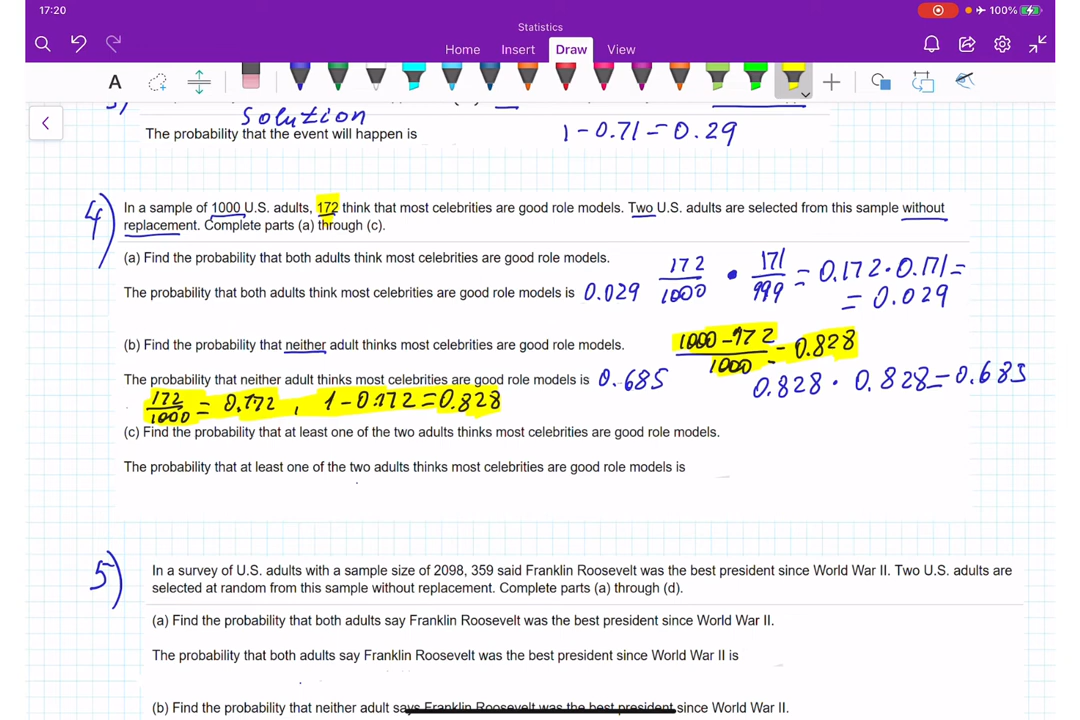 17:20
100%
Statistics
Home Insert Draw View
A
3)
Solution
The probability that the event will happen is
1 - 0.71 = 0.29
4)
In a sample of 1000 U.S. adults, 172 think that most celebrities are good role models. Two U.S. adults are selected from this sample without
replacement. Complete parts (a) through (c).
(a) Find the probability that both adults think most celebrities are good role models.
172/1000 • 171/999 = 0.172 • 0.171 =
The probability that both adults think most celebrities are good role models is 0.029
= 0.029
(b) Find the probability that neither adult thinks most celebrities are good role models.
1000 - 172/1000 = 0.828
The probability that neither adult thinks most celebrities are good role models is 0.685
0.828 • 0.828 = 0.685
172/1000 = 0.172 , 1 - 0.172 = 0.828
(c) Find the probability that at least one of the two adults thinks most celebrities are good role models.
The probability that at least one of the two adults thinks most celebrities are good role models is
5)
In a survey of U.S. adults with a sample size of 2098, 359 said Franklin Roosevelt was the best president since World War II. Two U.S. adults are
selected at random from this sample without replacement. Complete parts (a) through (d).
(a) Find the probability that both adults say Franklin Roosevelt was the best president since World War II.
The probability that both adults say Franklin Roosevelt was the best president since World War II is
(b) Find the probability that neither adult says Franklin Roosevelt was the best president since World War II.